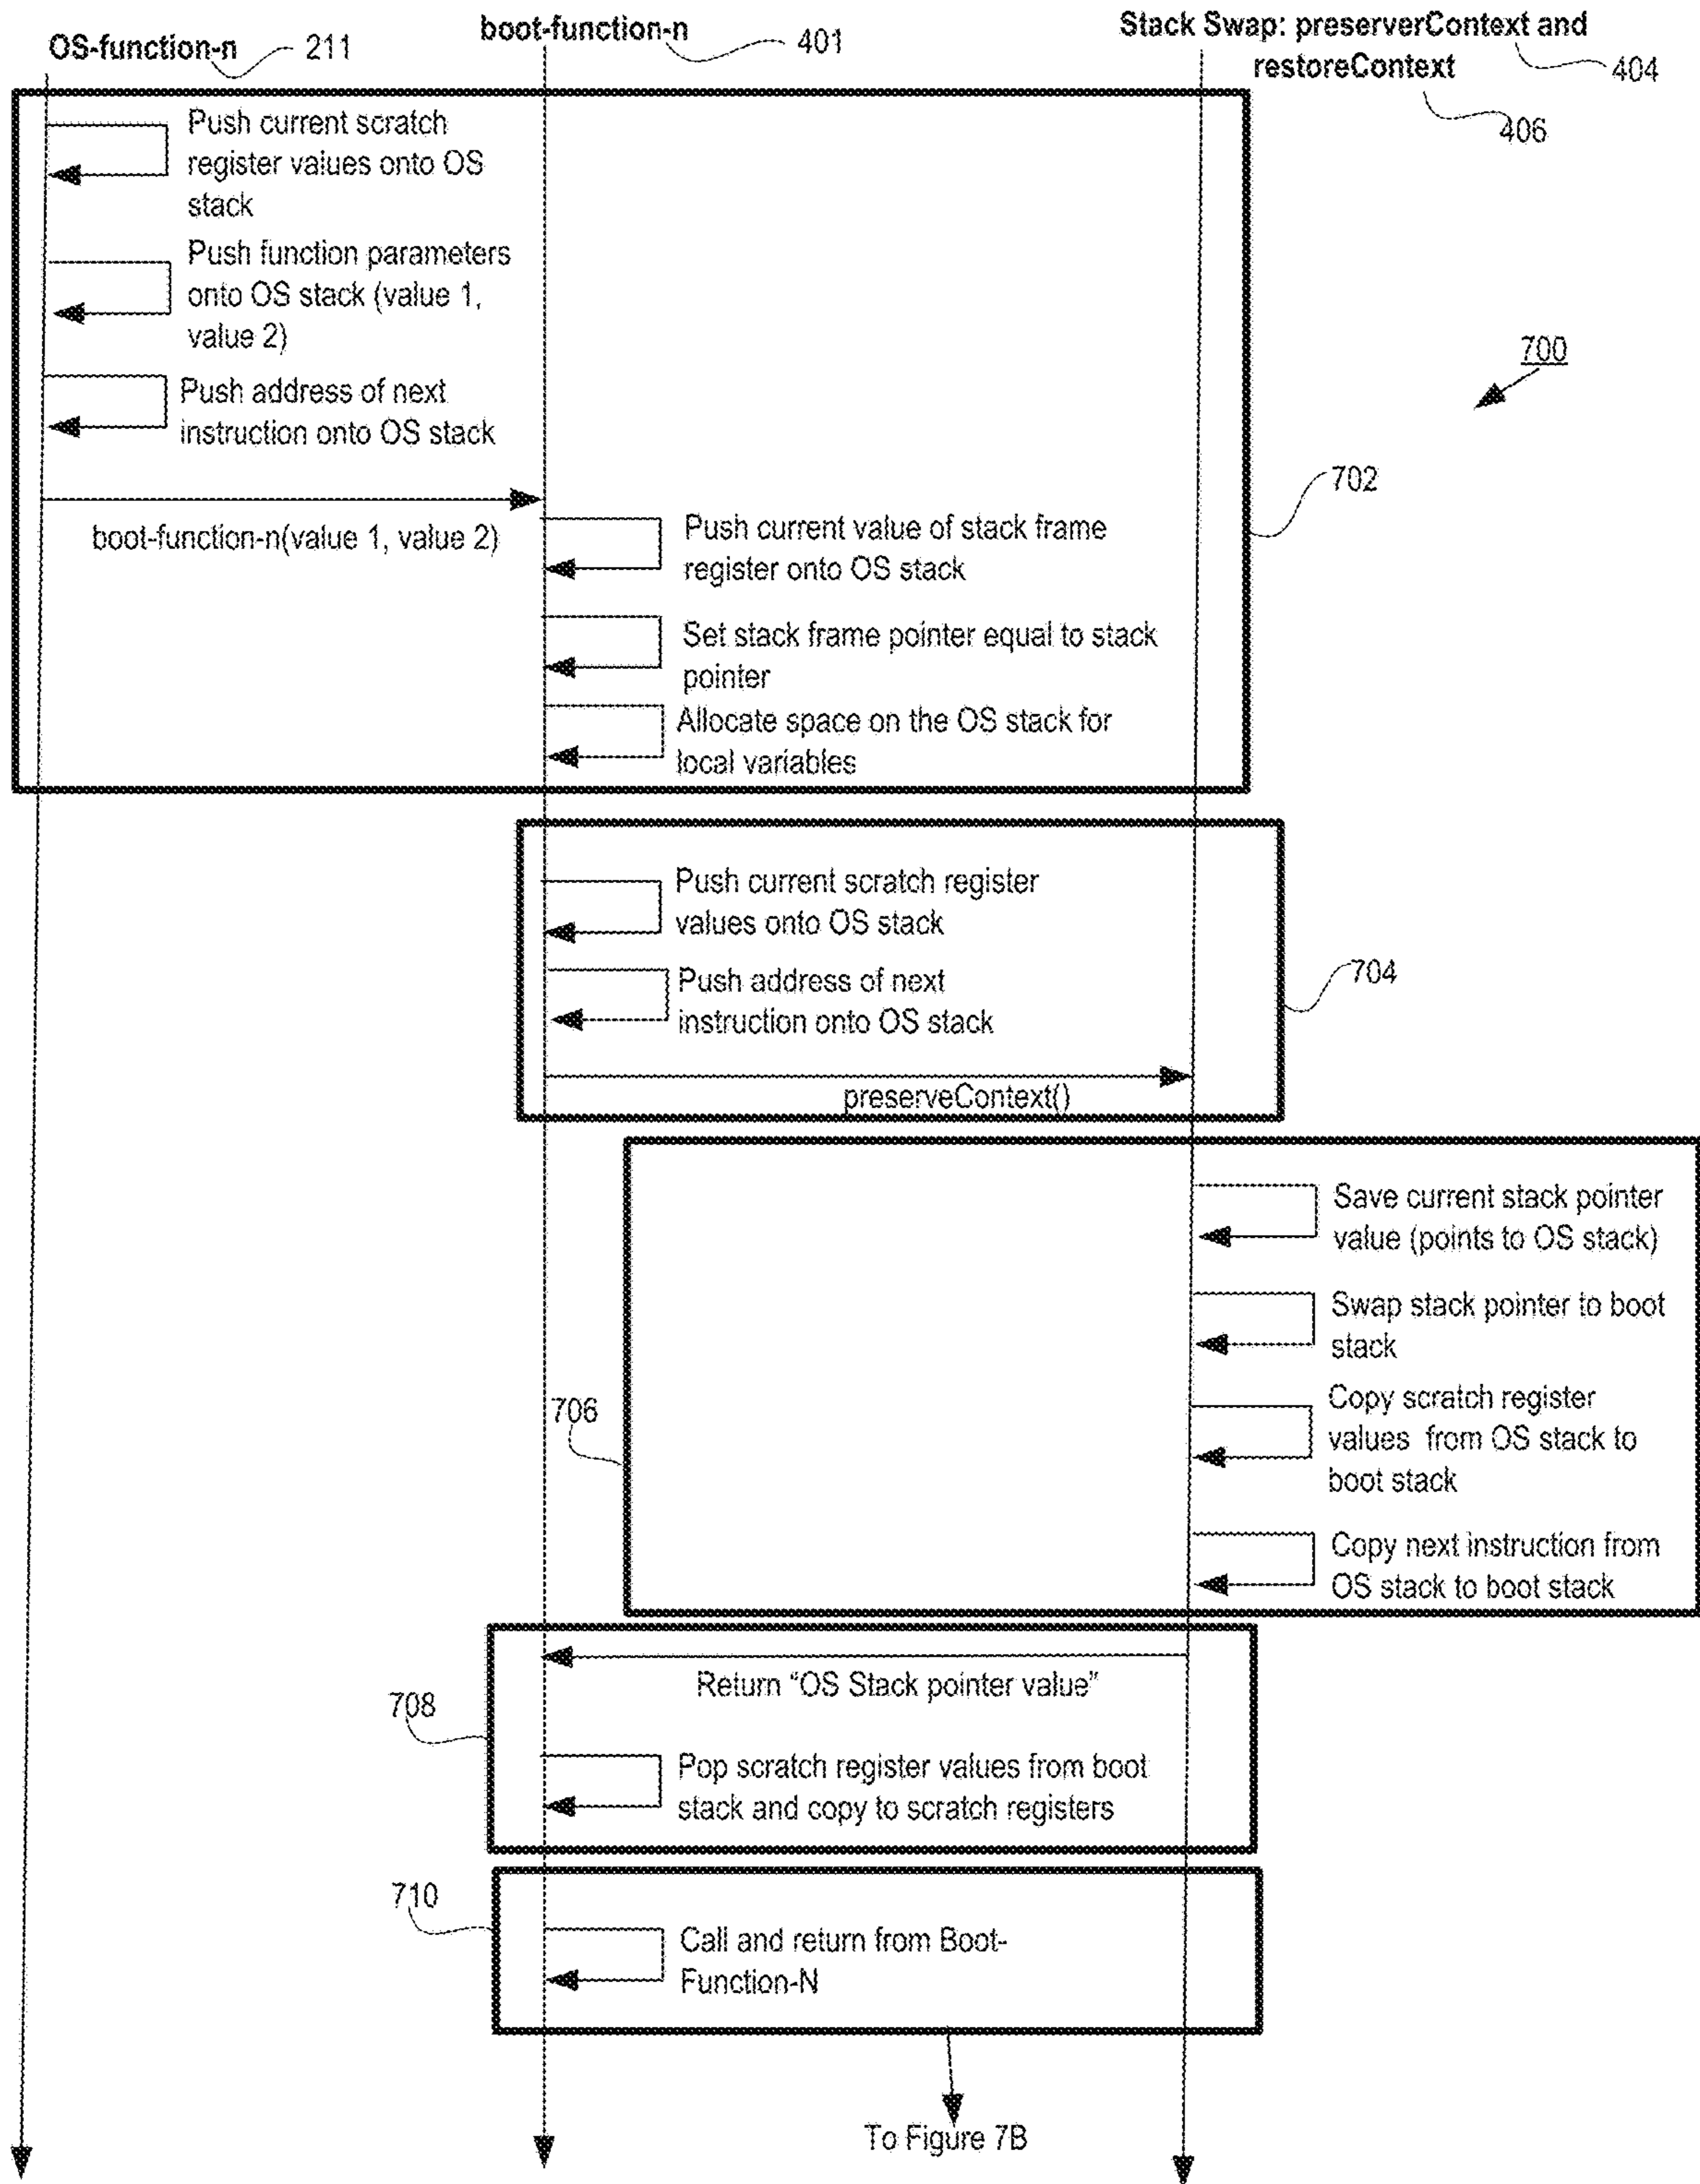 OS-function-n
211
boot-function-n
401
Stack Swap: preserverContext and
restoreContext
404
406
Push current scratch
register values onto OS
stack
Push function parameters
onto OS stack (value 1,
value 2)
Push address of next
instruction onto OS stack
700
702
boot-function-n(value 1, value 2)
Push current value of stack frame
register onto OS stack
Set stack frame pointer equal to stack
pointer
Allocate space on the OS stack for
local variables
Push current scratch register
values onto OS stack
704
Push address of next
instruction onto OS stack
preserveContext()
Save current stack pointer
value (points to OS stack)
Swap stack pointer to boot
stack
706
Copy scratch register
values from OS stack to
boot stack
Copy next instruction from
OS stack to boot stack
Return “OS Stack pointer value”
708
Pop scratch register values from boot
stack and copy to scratch registers
710
Call and return from Boot-
Function-N
To Figure 7B